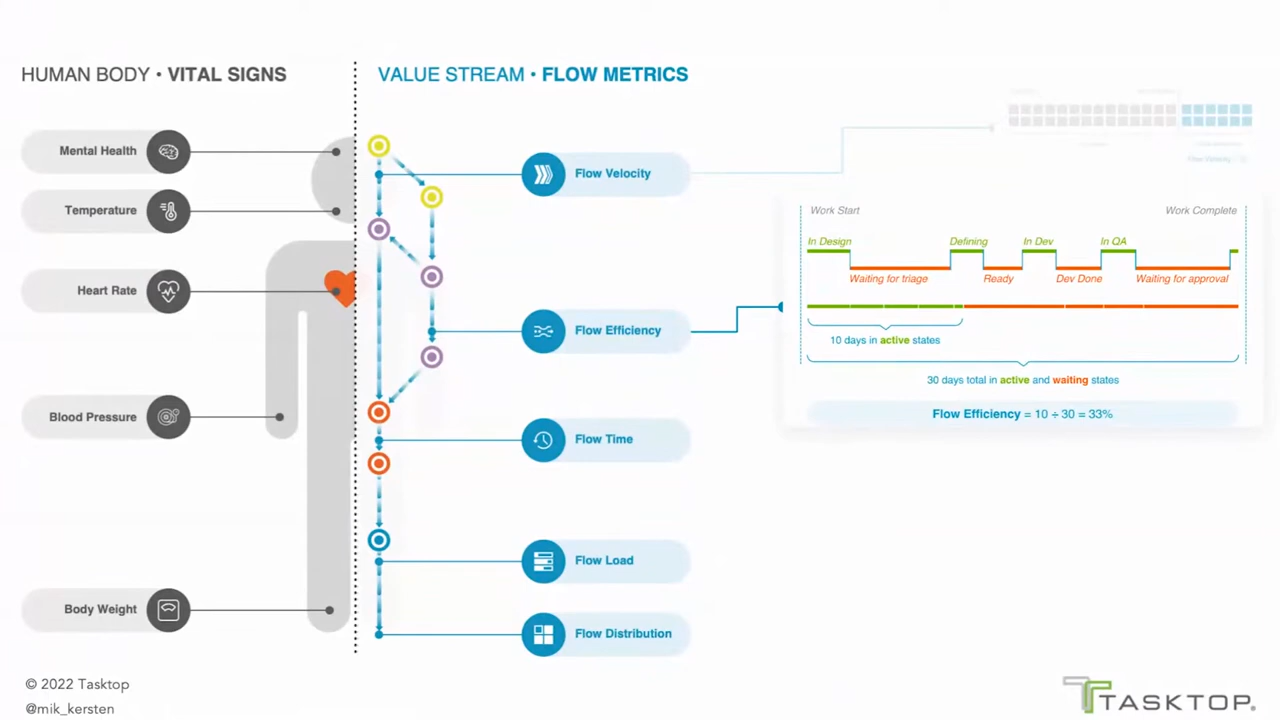 HUMAN BODY • VITAL SIGNS
Mental Health
Temperature
Heart Rate
Blood Pressure
Body Weight
VALUE STREAM • FLOW METRICS
Flow Velocity
Flow Efficiency
Flow Time
Flow Load
Flow Distribution
Work Start
Work Complete
In Design
Defining
In Dev
In QA
Waiting for triage
Ready
Dev Done
Waiting for approval
10 days in active states
30 days total in active and waiting states
Flow Efficiency = 10 ÷ 30 = 33%
© 2022 Tasktop
@mik_kersten
TASKTOP®